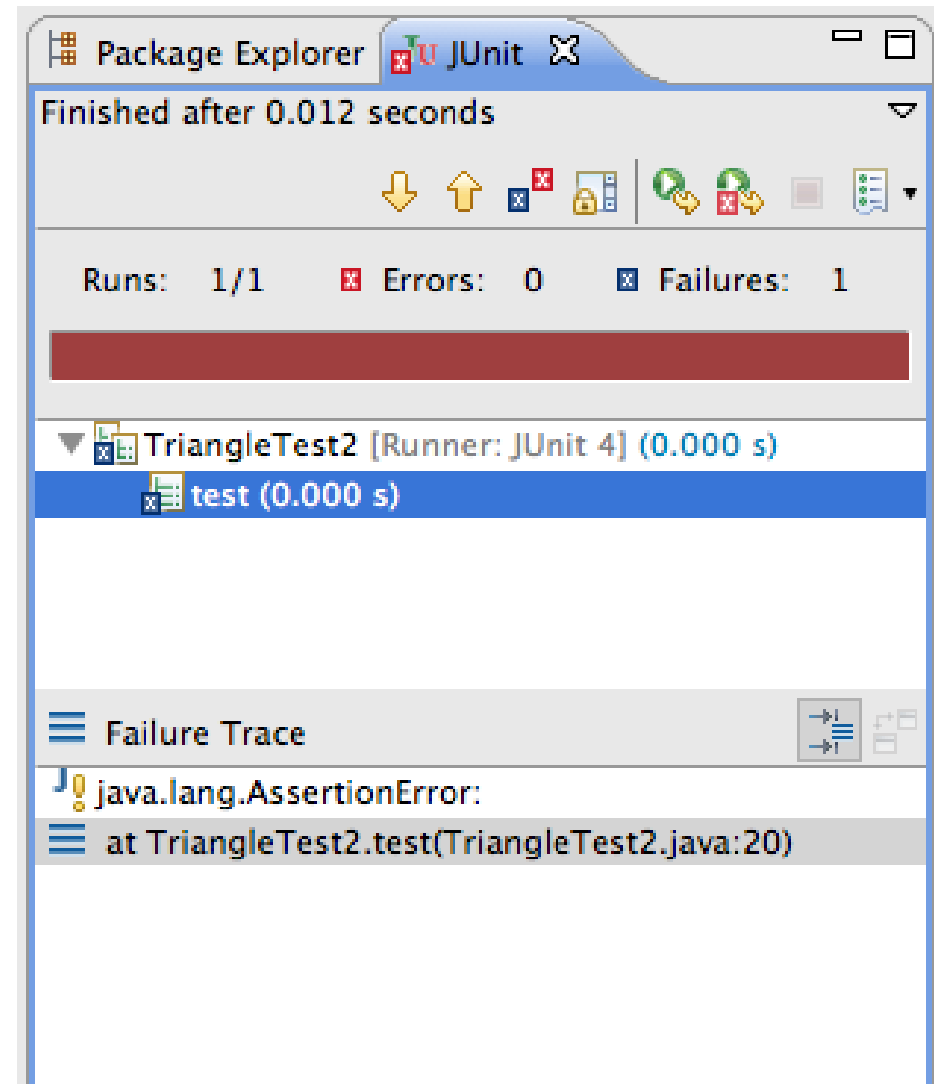 Package Explorer JUnit
Finished after 0.012 seconds
Runs: 1/1 Errors: 0 Failures: 1
TriangleTest2 [Runner: JUnit 4] (0.000 s)
test (0.000 s)
Failure Trace
java.lang.AssertionError:
at TriangleTest2.test(TriangleTest2.java:20)